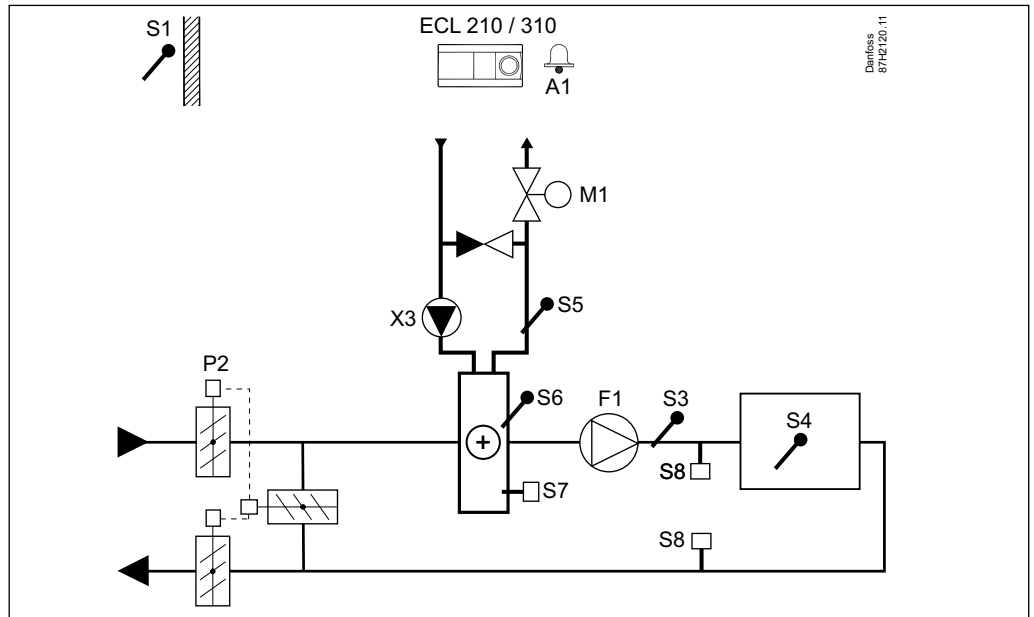 S1
ECL 210 / 310
A1
Danfoss
87H2120.11
M1
S5
X3
P2
S6
F1
S3
S4
S8
S7
S8